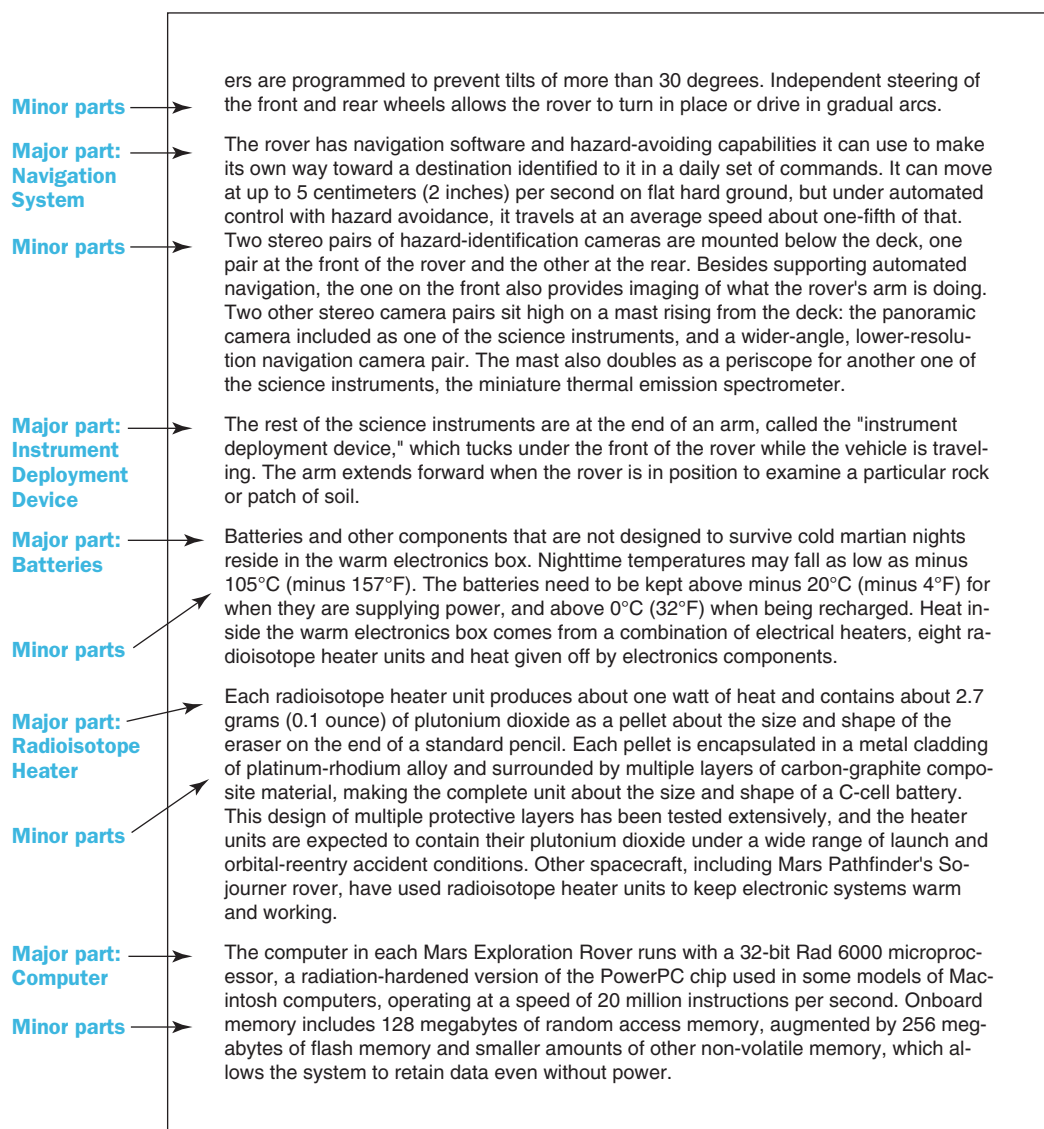 ers are programmed to prevent tilts of more than 30 degrees. Independent steering of
Minor parts
the front and rear wheels allows the rover to turn in place or drive in gradual arcs.
Major part:
Navigation
System
The rover has navigation software and hazard-avoiding capabilities it can use to make
its own way toward a destination identified to it in a daily set of commands. It can move
at up to 5 centimeters (2 inches) per second on flat hard ground, but under automated
control with hazard avoidance, it travels at an average speed about one-fifth of that.
Minor parts
Two stereo pairs of hazard-identification cameras are mounted below the deck, one
pair at the front of the rover and the other at the rear. Besides supporting automated
navigation, the one on the front also provides imaging of what the rover's arm is doing.
Two other stereo camera pairs sit high on a mast rising from the deck: the panoramic
camera included as one of the science instruments, and a wider-angle, lower-resolu-
tion navigation camera pair. The mast also doubles as a periscope for another one of
the science instruments, the miniature thermal emission spectrometer.
Major part:
Instrument
Deployment
Device
The rest of the science instruments are at the end of an arm, called the "instrument
deployment device," which tucks under the front of the rover while the vehicle is travel-
ing. The arm extends forward when the rover is in position to examine a particular rock
or patch of soil.
Major part:
Batteries
Batteries and other components that are not designed to survive cold martian nights
reside in the warm electronics box. Nighttime temperatures may fall as low as minus
105°C (minus 157°F). The batteries need to be kept above minus 20°C (minus 4°F) for
when they are supplying power, and above 0°C (32°F) when being recharged. Heat in-
side the warm electronics box comes from a combination of electrical heaters, eight ra-
dioisotope heater units and heat given off by electronics components.
Minor parts
Major part:
Radioisotope
Heater
Each radioisotope heater unit produces about one watt of heat and contains about 2.7
grams (0.1 ounce) of plutonium dioxide as a pellet about the size and shape of the
eraser on the end of a standard pencil. Each pellet is encapsulated in a metal cladding
of platinum-rhodium alloy and surrounded by multiple layers of carbon-graphite compo-
site material, making the complete unit about the size and shape of a C-cell battery.
Minor parts
This design of multiple protective layers has been tested extensively, and the heater
units are expected to contain their plutonium dioxide under a wide range of launch and
orbital-reentry accident conditions. Other spacecraft, including Mars Pathfinder's So-
journer rover, have used radioisotope heater units to keep electronic systems warm
and working.
Major part:
Computer
The computer in each Mars Exploration Rover runs with a 32-bit Rad 6000 microproc-
essor, a radiation-hardened version of the PowerPC chip used in some models of Mac-
intosh computers, operating at a speed of 20 million instructions per second. Onboard
Minor parts
memory includes 128 megabytes of random access memory, augmented by 256 meg-
abytes of flash memory and smaller amounts of other non-volatile memory, which al-
lows the system to retain data even without power.